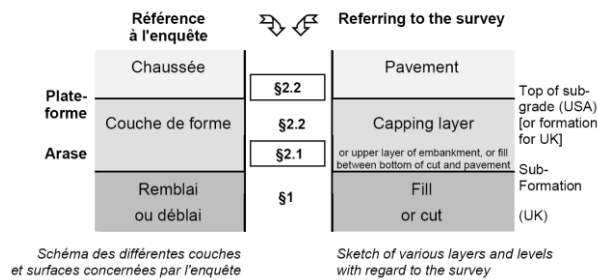 Référence
à l'enquête
Referring to the survey
Chaussée
Pavement
§2.2
Plate-
forme
Top of sub-
grade (USA)
[or formation
for UK]
Couche de forme
§2.2
Capping layer
Arase
§2.1
or upper layer of embankment, or fill
between bottom of cut and pavement
Sub-
Formation
(UK)
Remblai
ou déblai
§1
Fill
or cut
Schéma des différentes couches
et surfaces concernées par l'enquête
Sketch of various layers and levels
with regard to the survey